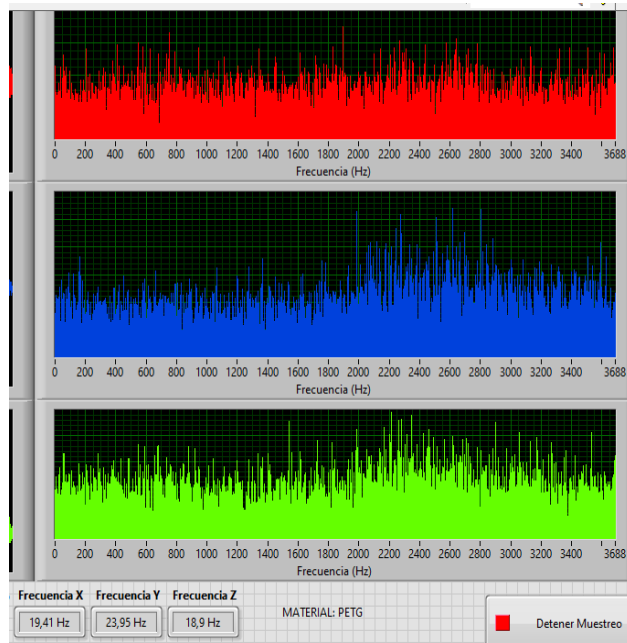 0 200 400 600 800 1000 1200 1400 1600 1800 2000 2200 2400 2600 2800 3000 3200 3400 3688
Frecuencia (Hz)
0 200 400 600 800 1000 1200 1400 1600 1800 2000 2200 2400 2600 2800 3000 3200 3400 3688
Frecuencia (Hz)
0 200 400 600 800 1000 1200 1400 1600 1800 2000 2200 2400 2600 2800 3000 3200 3400 3688
Frecuencia (Hz)
Frecuencia X Frecuencia Y Frecuencia Z
19,41 Hz 23,95 Hz 18,9 Hz MATERIAL: PETG Detener Muestreo